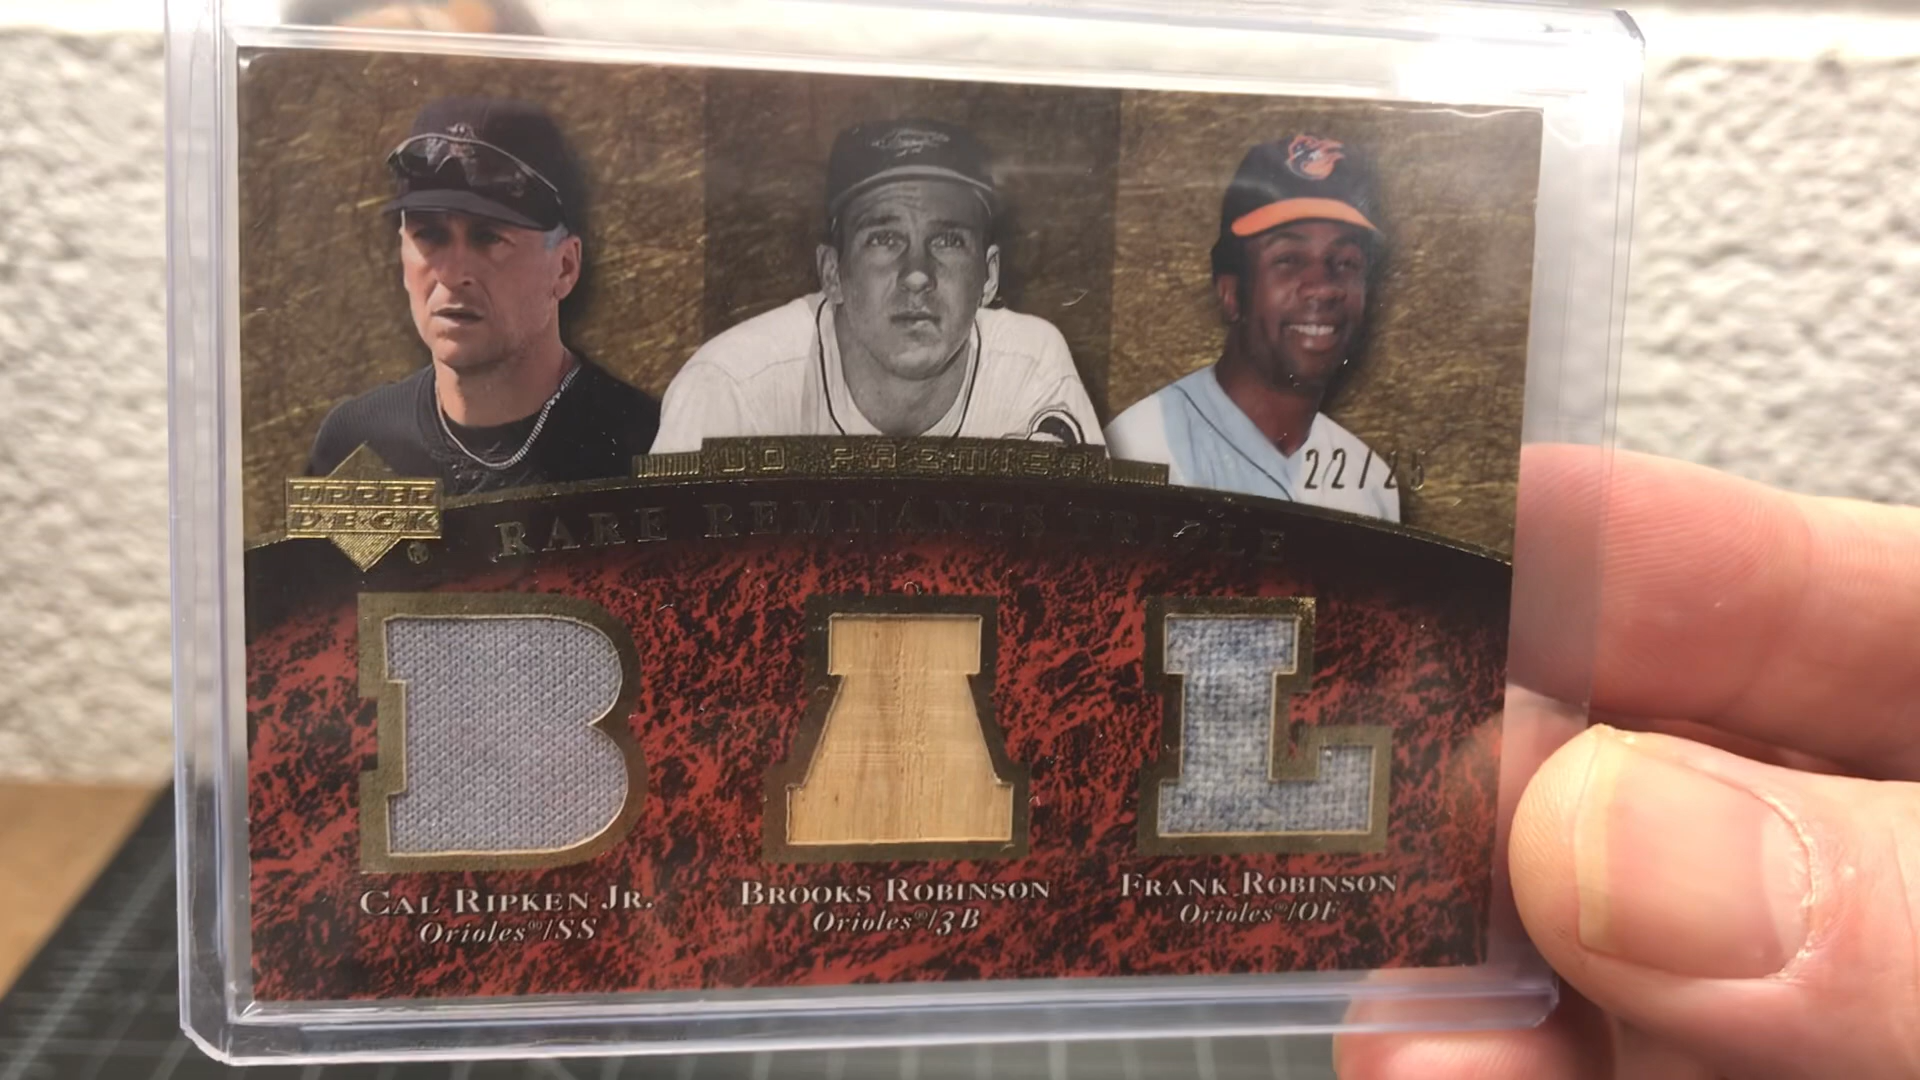 22/25
UD PREMIER
UPPER
DECK
®
RARE REMNANTS TRIPLE
CAL RIPKEN JR.
Orioles®/SS
BROOKS ROBINSON
Orioles®/3B
FRANK ROBINSON
Orioles®/OF